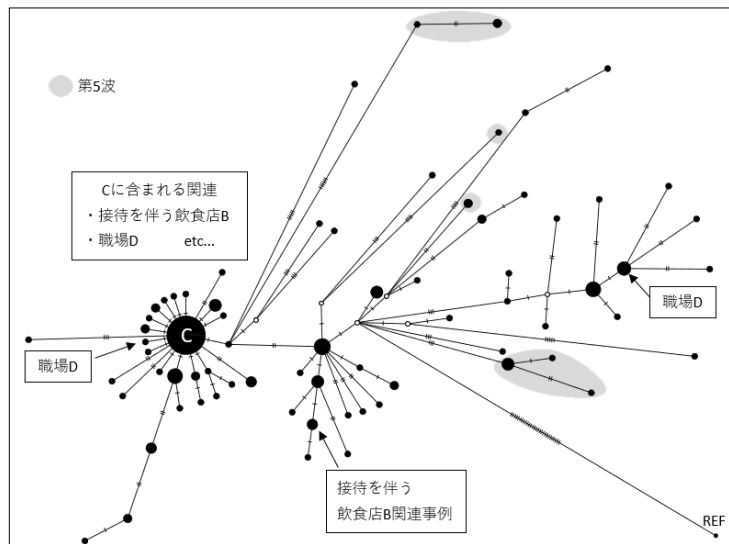 第5波
Cに含まれる関連
・接待を伴う飲食店B
・職場D etc...
C
職場D
職場D
接待を伴う
飲食店B関連事例
REF